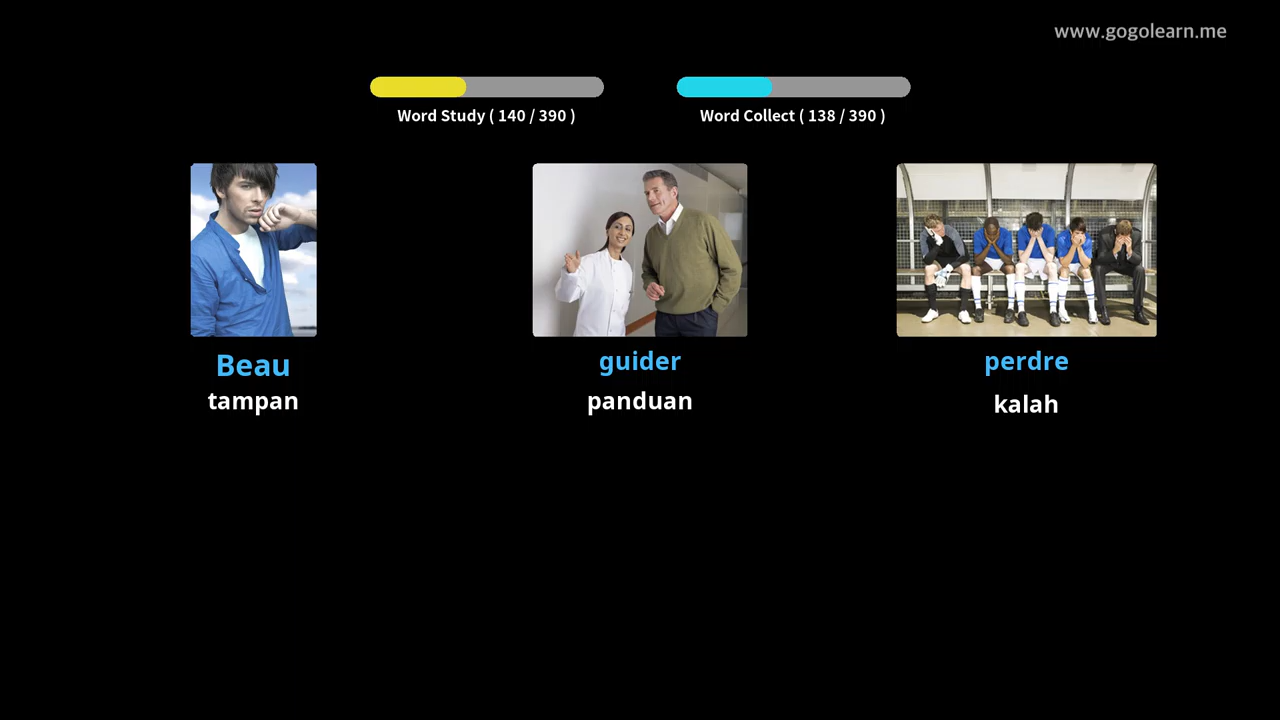 www.gogolearn.me
Word Study ( 140 / 390 )
Word Collect ( 138 / 390 )
Beau
tampan
guider
panduan
perdre
kalah